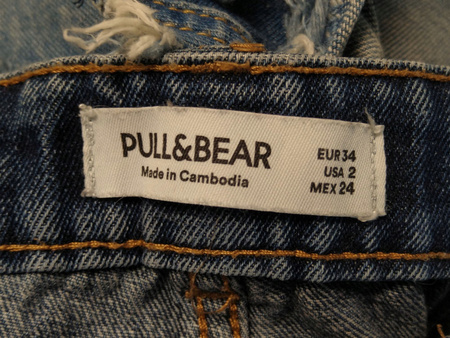 PULL&BEAR
Made in Cambodia
EUR 34
USA 2
MEX 24